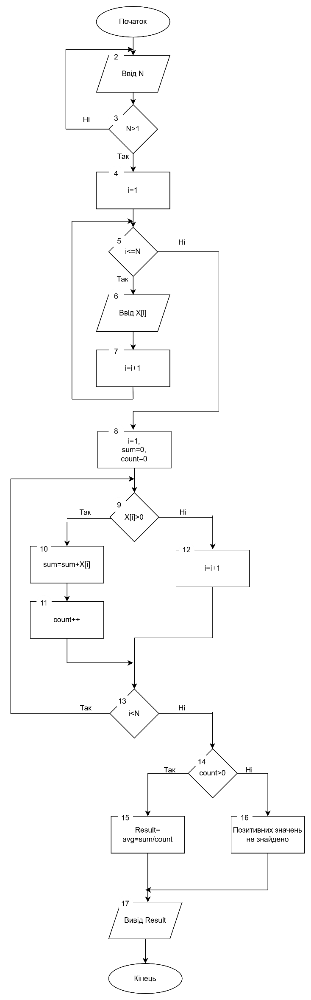 Початок
2
Ввід N
3
Ні
N>1
Так
4
i=1
5
Ні
i<=N
Так
6
Ввід X[i]
7
i=i+1
8
i=1,
sum=0,
count=0
9
Так
Ні
X[i]>0
10
sum=sum+X[i]
12
i=i+1
11
count++
13
Так
Ні
i<N
14
Так
Ні
count>0
15
Result=
avg=sum/count
16
Позитивних значень
не знайдено
17
Вивід Result
Кінець